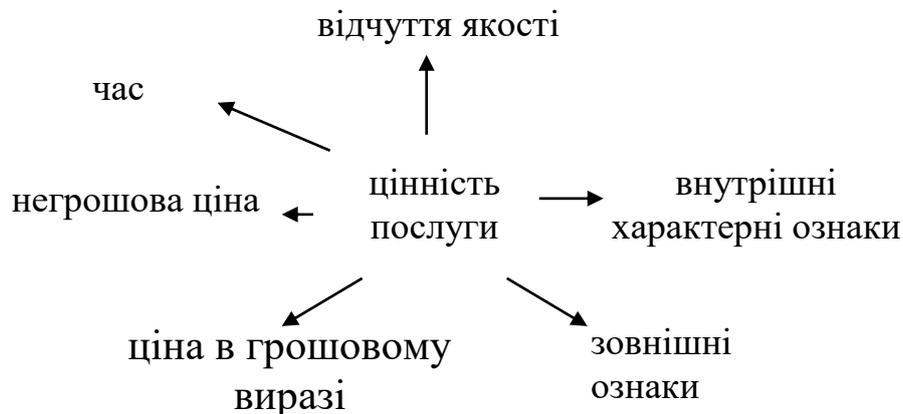 відчуття якості
час
негрошова ціна
цінність
послуги
внутрішні
характерні ознаки
ціна в грошовому
виразі
зовнішні
ознаки